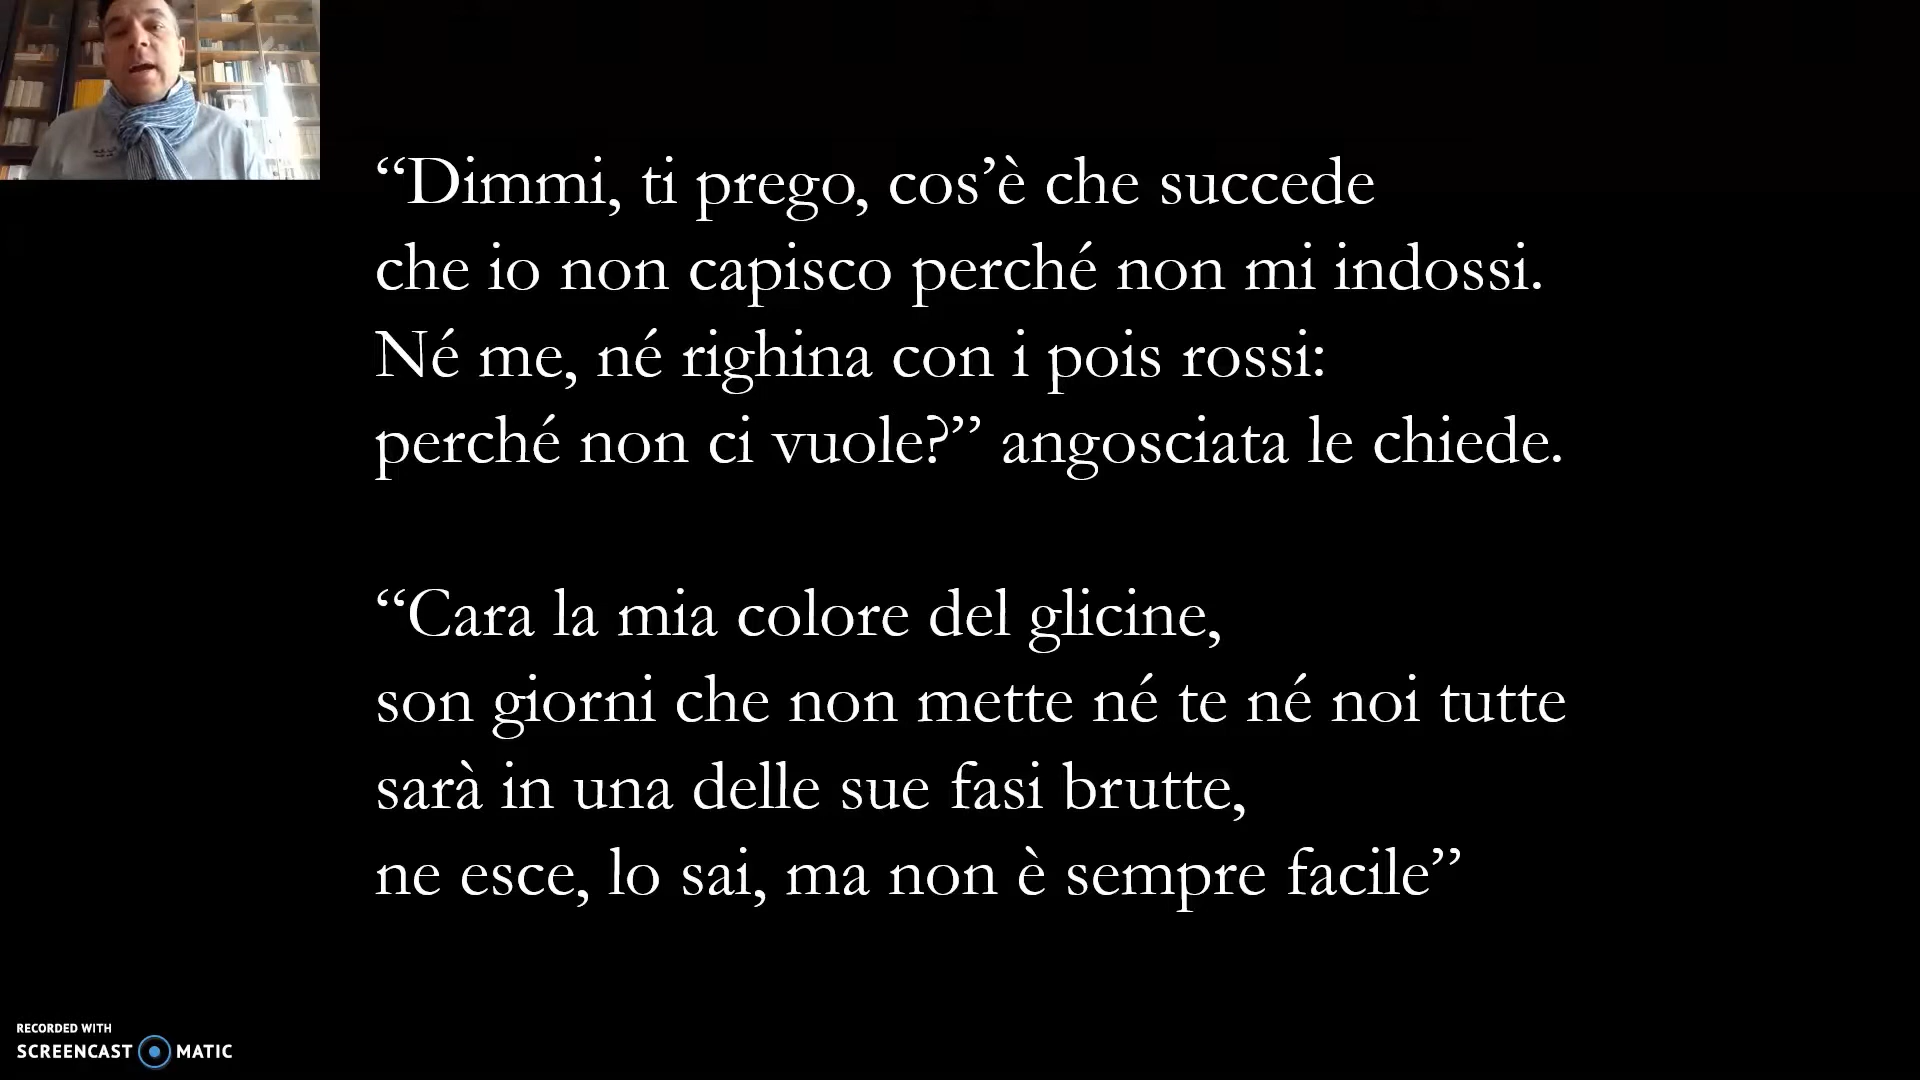 “Dimmi, ti prego, cos’è che succede
che io non capisco perché non mi indossi.
Né me, né righina con i pois rossi:
perché non ci vuole?” angosciata le chiede.
“Cara la mia colore del glicine,
son giorni che non mette né te né noi tutte
sarà in una delle sue fasi brutte,
ne esce, lo sai, ma non è sempre facile”
RECORDED WITH
SCREENCAST MATIC